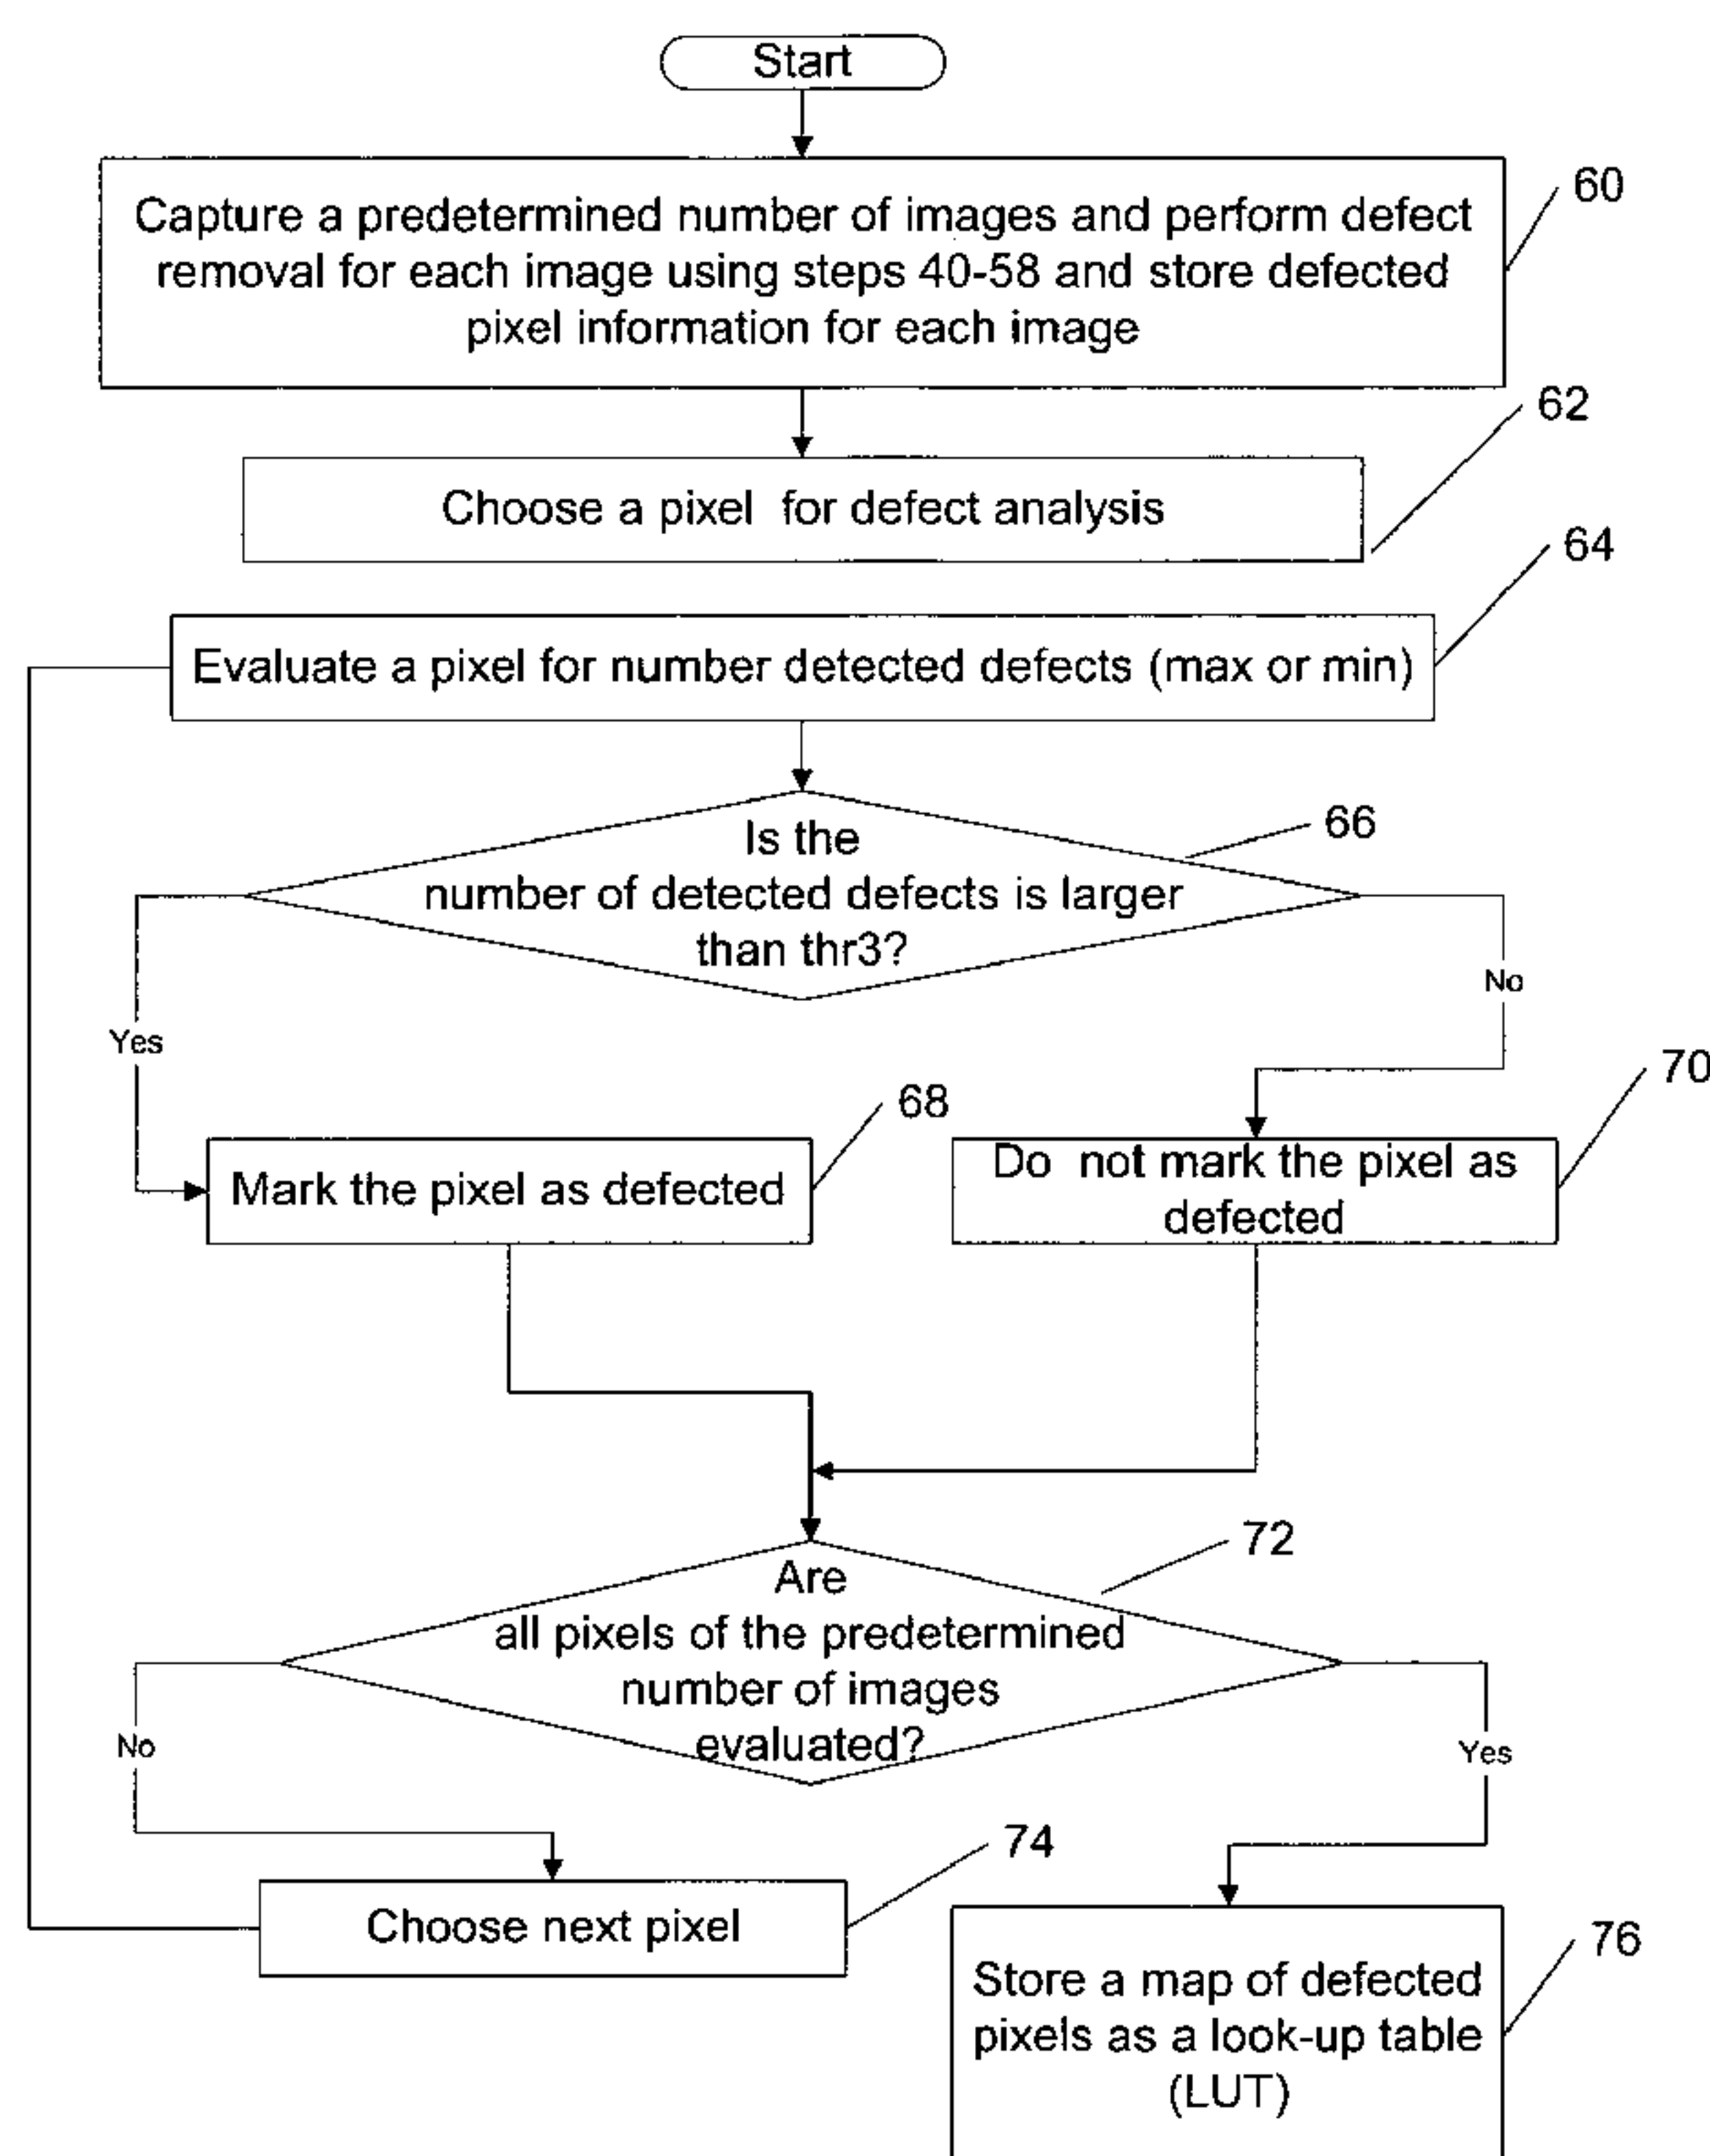 Start
60
Capture a predetermined number of images and perform defect
removal for each image using steps 40-58 and store defected
pixel information for each image
62
Choose a pixel for defect analysis
64
Evaluate a pixel for number detected defects (max or min)
66
Is the
number of detected defects is larger
than thr3?
No
Yes
70
68
Mark the pixel as defected
Do not mark the pixel as
defected
72
Are
all pixels of the predetermined
number of images
evaluated?
No
Yes
74
Choose next pixel
76
Store a map of defected
pixels as a look-up table
(LUT)